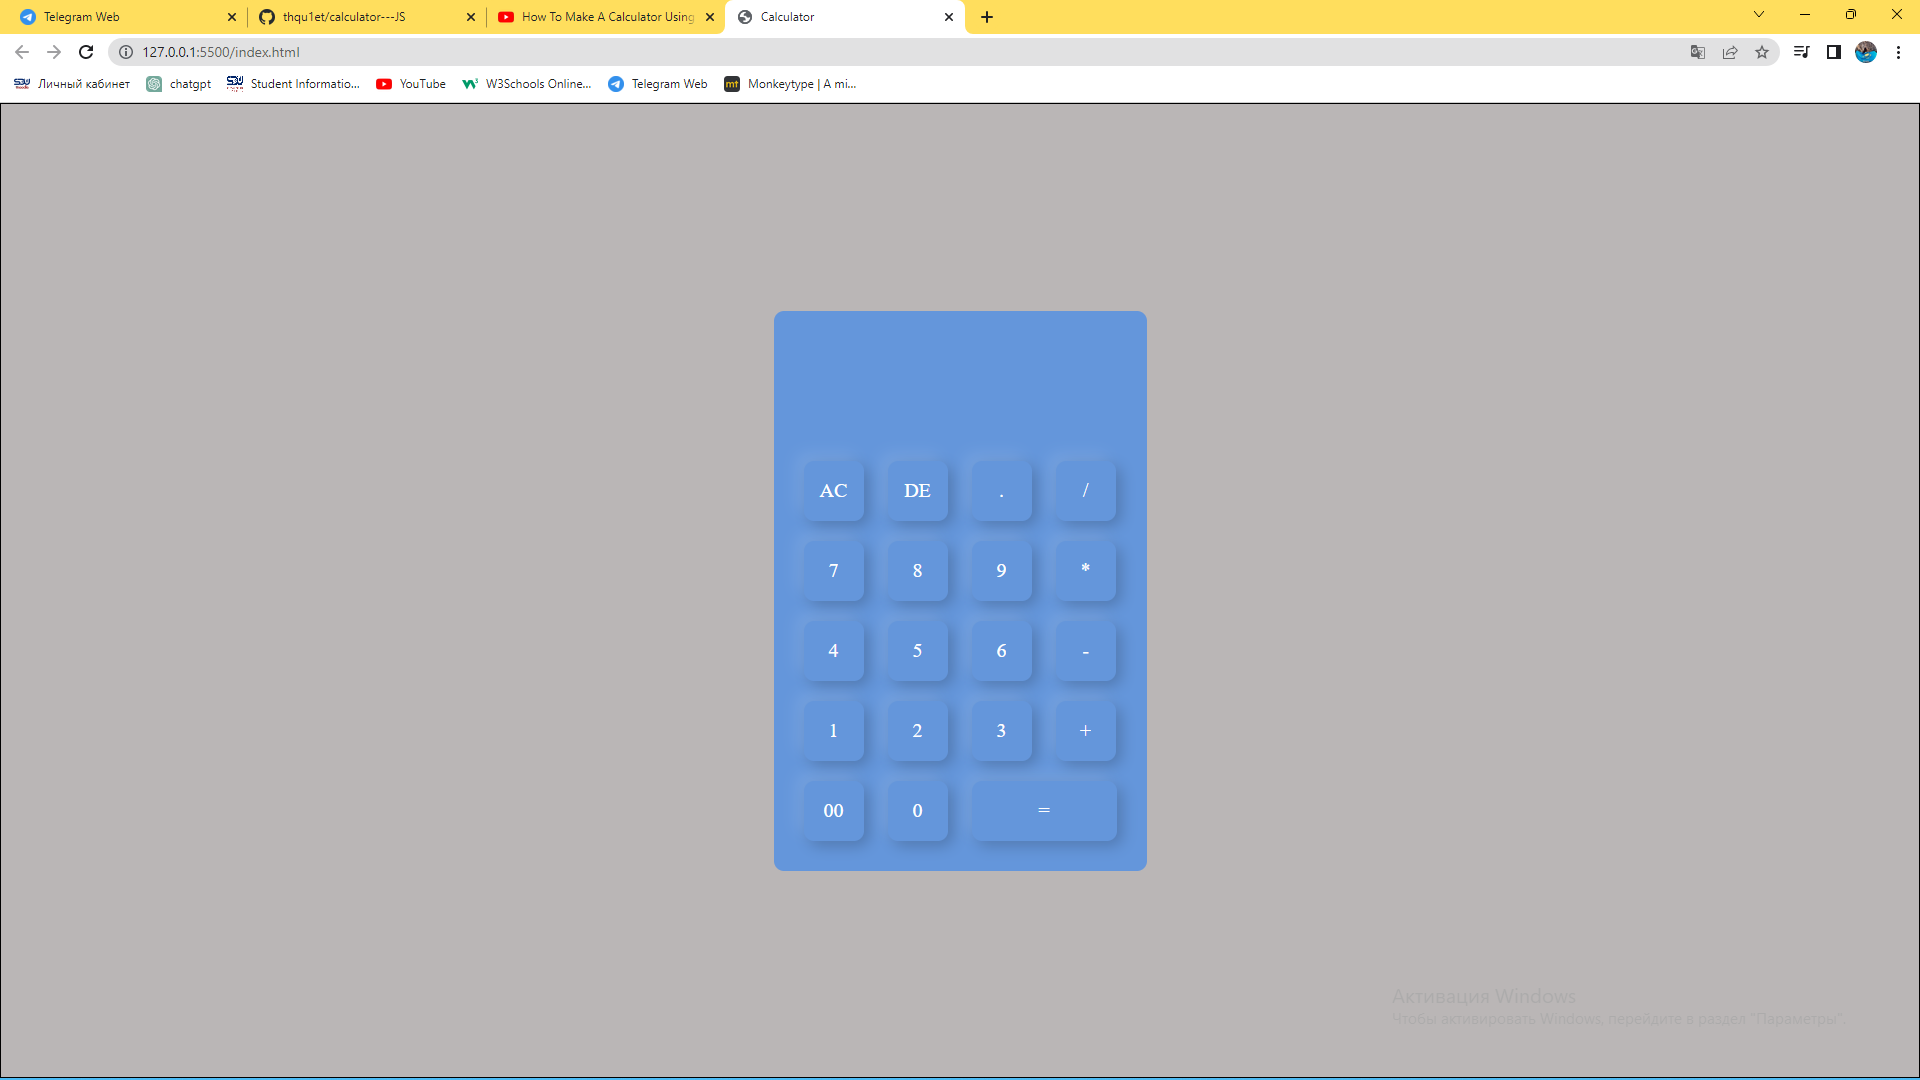 Telegram Web
thqu1et/calculator---JS
How To Make A Calculator Using
Calculator
127.0.0.1:5500/index.html
Личный кабинет
chatgpt
Student Informatio...
YouTube
W3Schools Online...
Telegram Web
mt
Monkeytype | A mi...
AC DE . /
7 8 9 *
4 5 6 -
1 2 3 +
00 0 =
Активация Windows
Чтобы активировать Windows, перейдите в раздел "Параметры".